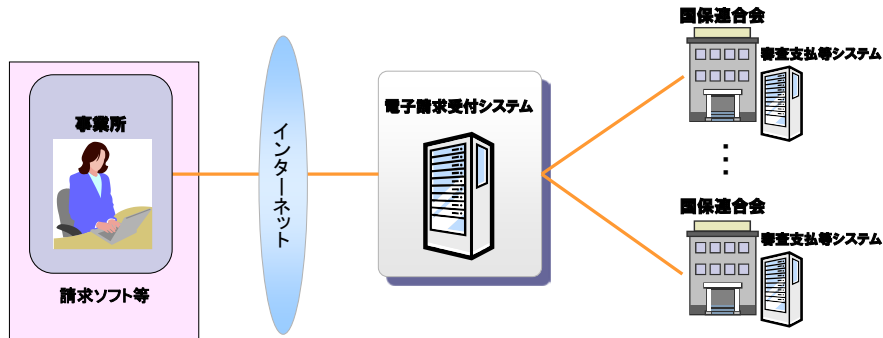 事業所
請求ソフト等
インターネット
電子請求受付システム
国保連合会
審査支払等システム
国保連合会
審査支払等システム